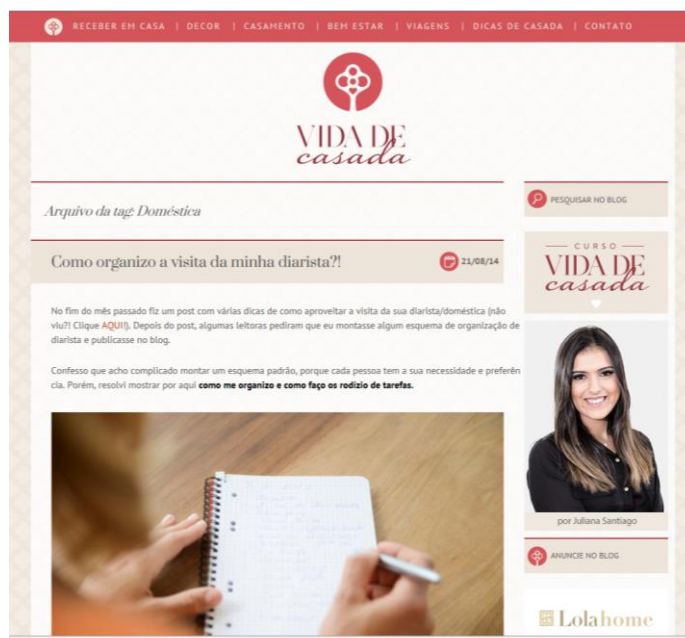 RECEBER EM CASA | DECOR | CASAMENTO | BEM ESTAR | VIAGENS | DICAS DE CASADA | CONTATO
VIDA DE
casada
Arquivo da tag: Doméstica
Como organizo a visita da minha diarista?!
21/08/14
No fim do mês passado fiz um post com várias dicas de como aproveitar a visita da sua diarista/doméstica (não
viu?! Clique AQUI!). Depois do post, algumas leitoras pediram que eu montasse algum esquema de organização de
diarista e publicasse no blog.
Confesso que acho complicado montar um esquema padrão, porque cada pessoa tem a sua necessidade e preferên
cia. Porém, resolvi mostrar por aqui como me organizo e como faço os rodízio de tarefas.
PESQUISAR NO BLOG
CURSO
VIDA DE
casada
por Juliana Santiago
ANUNCIE NO BLOG
Lolahome